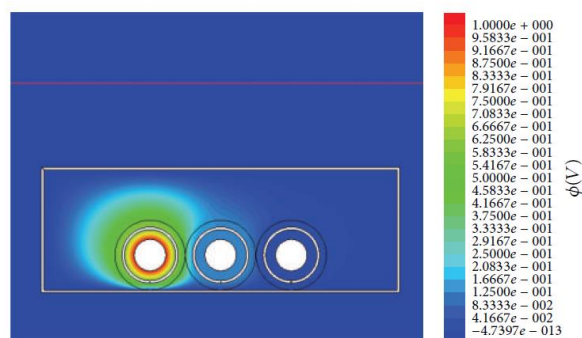 1.0000e + 000
9.5833e − 001
9.1667e − 001
8.7500e − 001
8.3333e − 001
7.9167e − 001
7.5000e − 001
7.0833e − 001
6.6667e − 001
6.2500e − 001
5.8333e − 001
5.4167e − 001
5.0000e − 001
4.5833e − 001
4.1667e − 001
3.7500e − 001
3.3333e − 001
2.9167e − 001
2.5000e − 001
2.0833e − 001
1.6667e − 001
1.2500e − 001
8.3333e − 002
4.1667e − 002
−4.7397e − 013
ϕ(V)